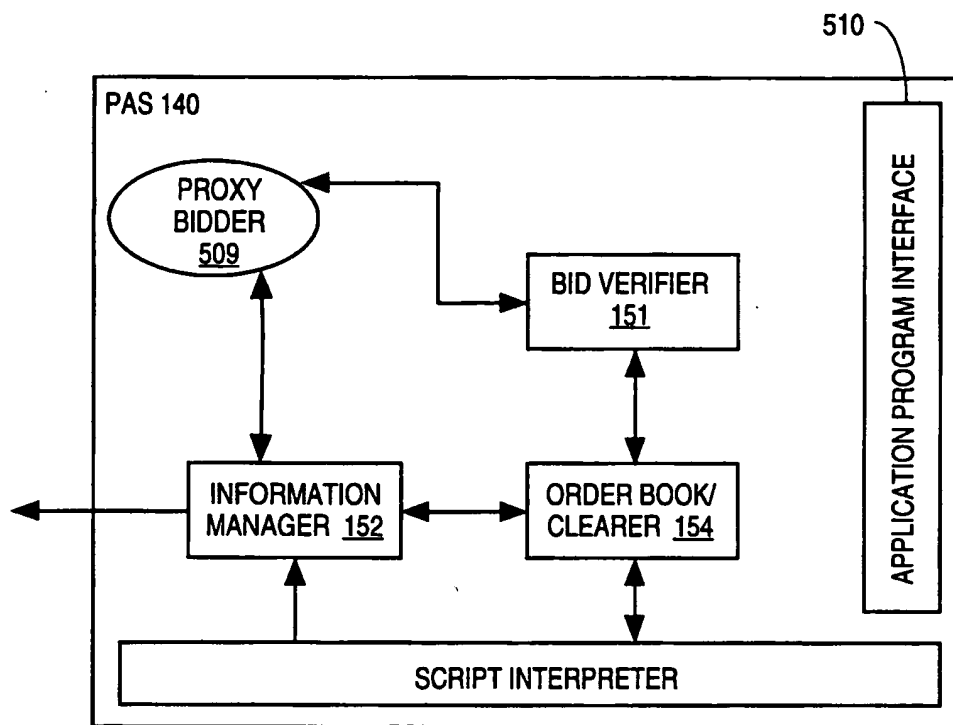 510
PAS 140
PROXY
BIDDER
509
BID VERIFIER
151
APPLICATION PROGRAM INTERFACE
INFORMATION
MANAGER 152
ORDER BOOK/
CLEARER 154
SCRIPT INTERPRETER